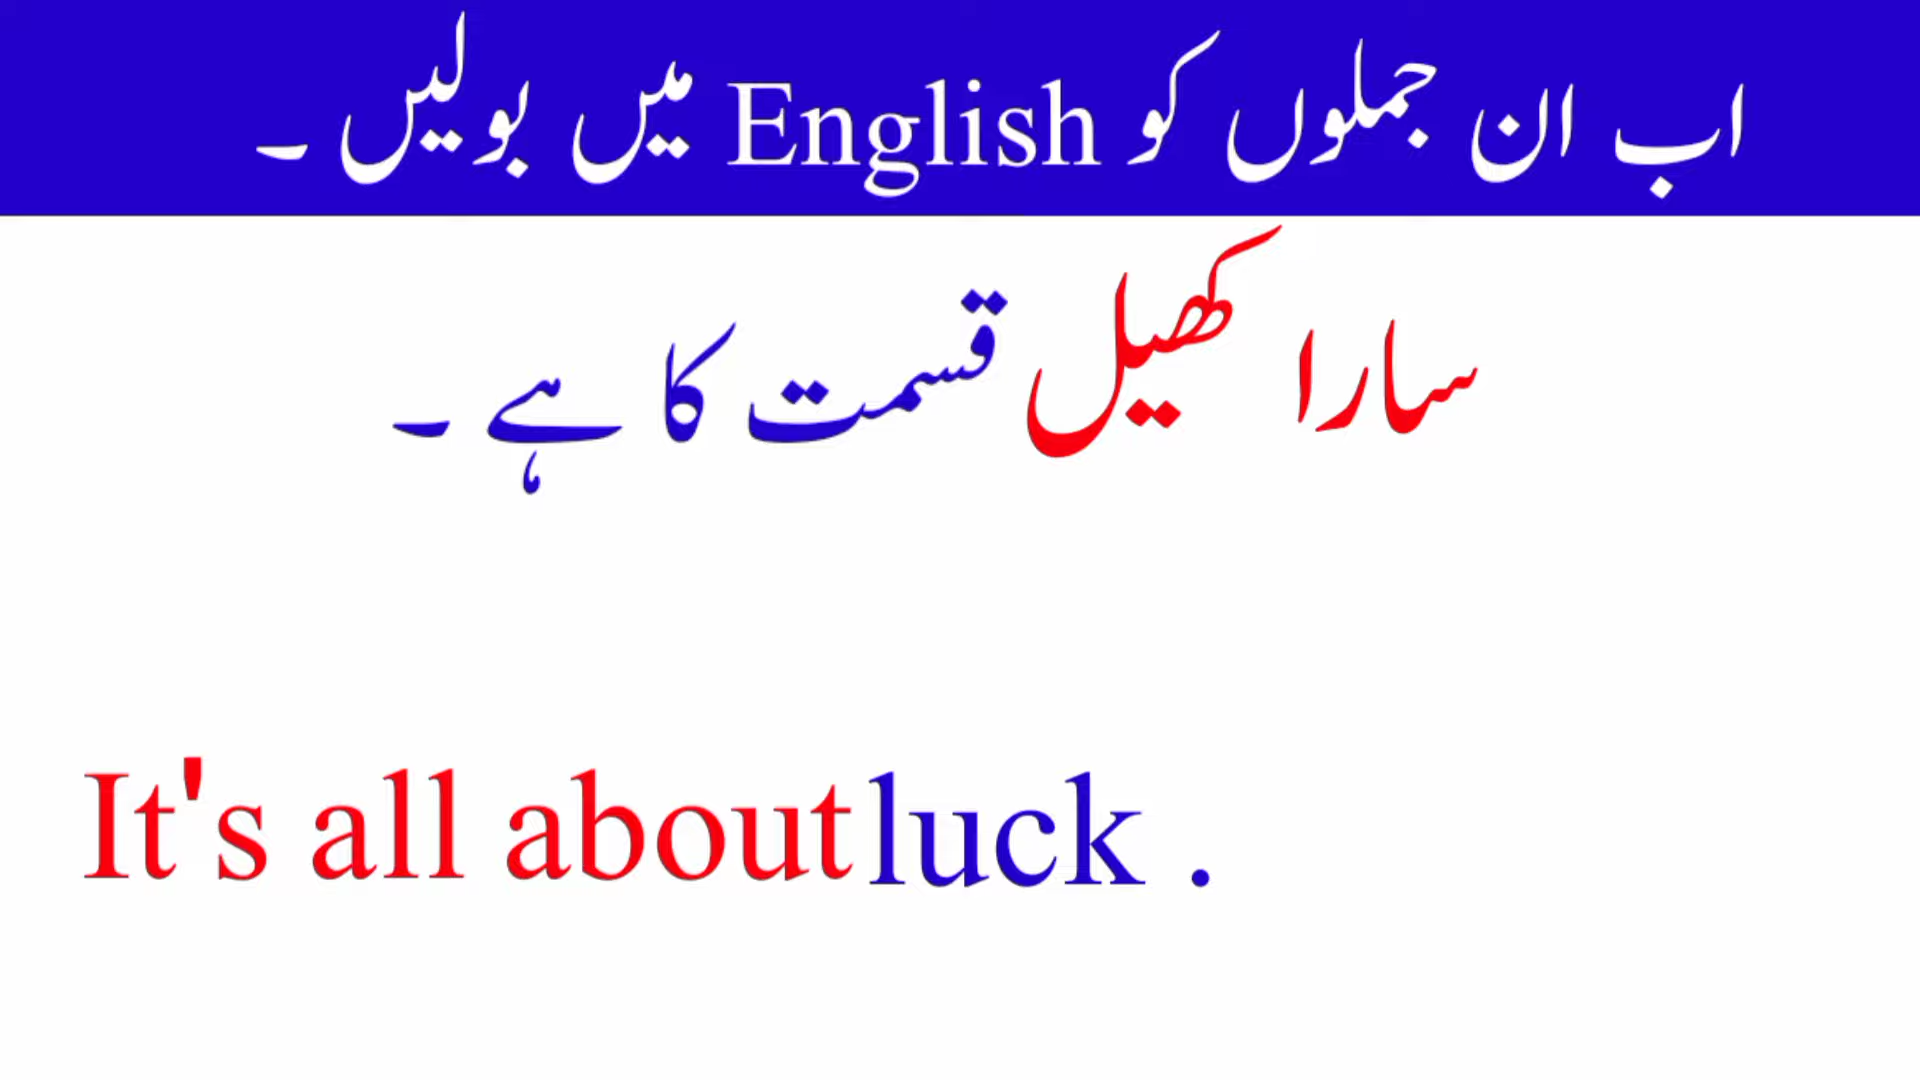 اب ان جملوں کو English میں بولیں ۔
سارا کھیل قسمت کا ہے ۔
It's all about luck .